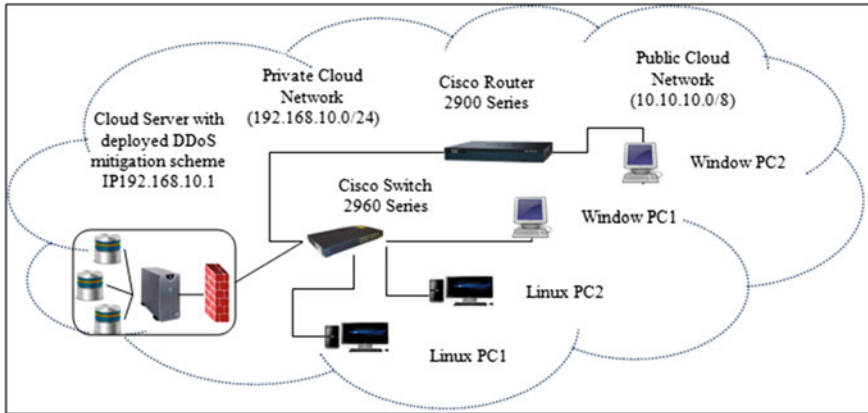 Private Cloud
Network
(192.168.10.0/24)
Cisco Router
2900 Series
Public Cloud
Network
(10.10.10.0/8)
Cloud Server with
deployed DDoS
mitigation scheme
IP192.168.10.1
Window PC2
Cisco Switch
2960 Series
Window PC1
Linux PC2
Linux PC1